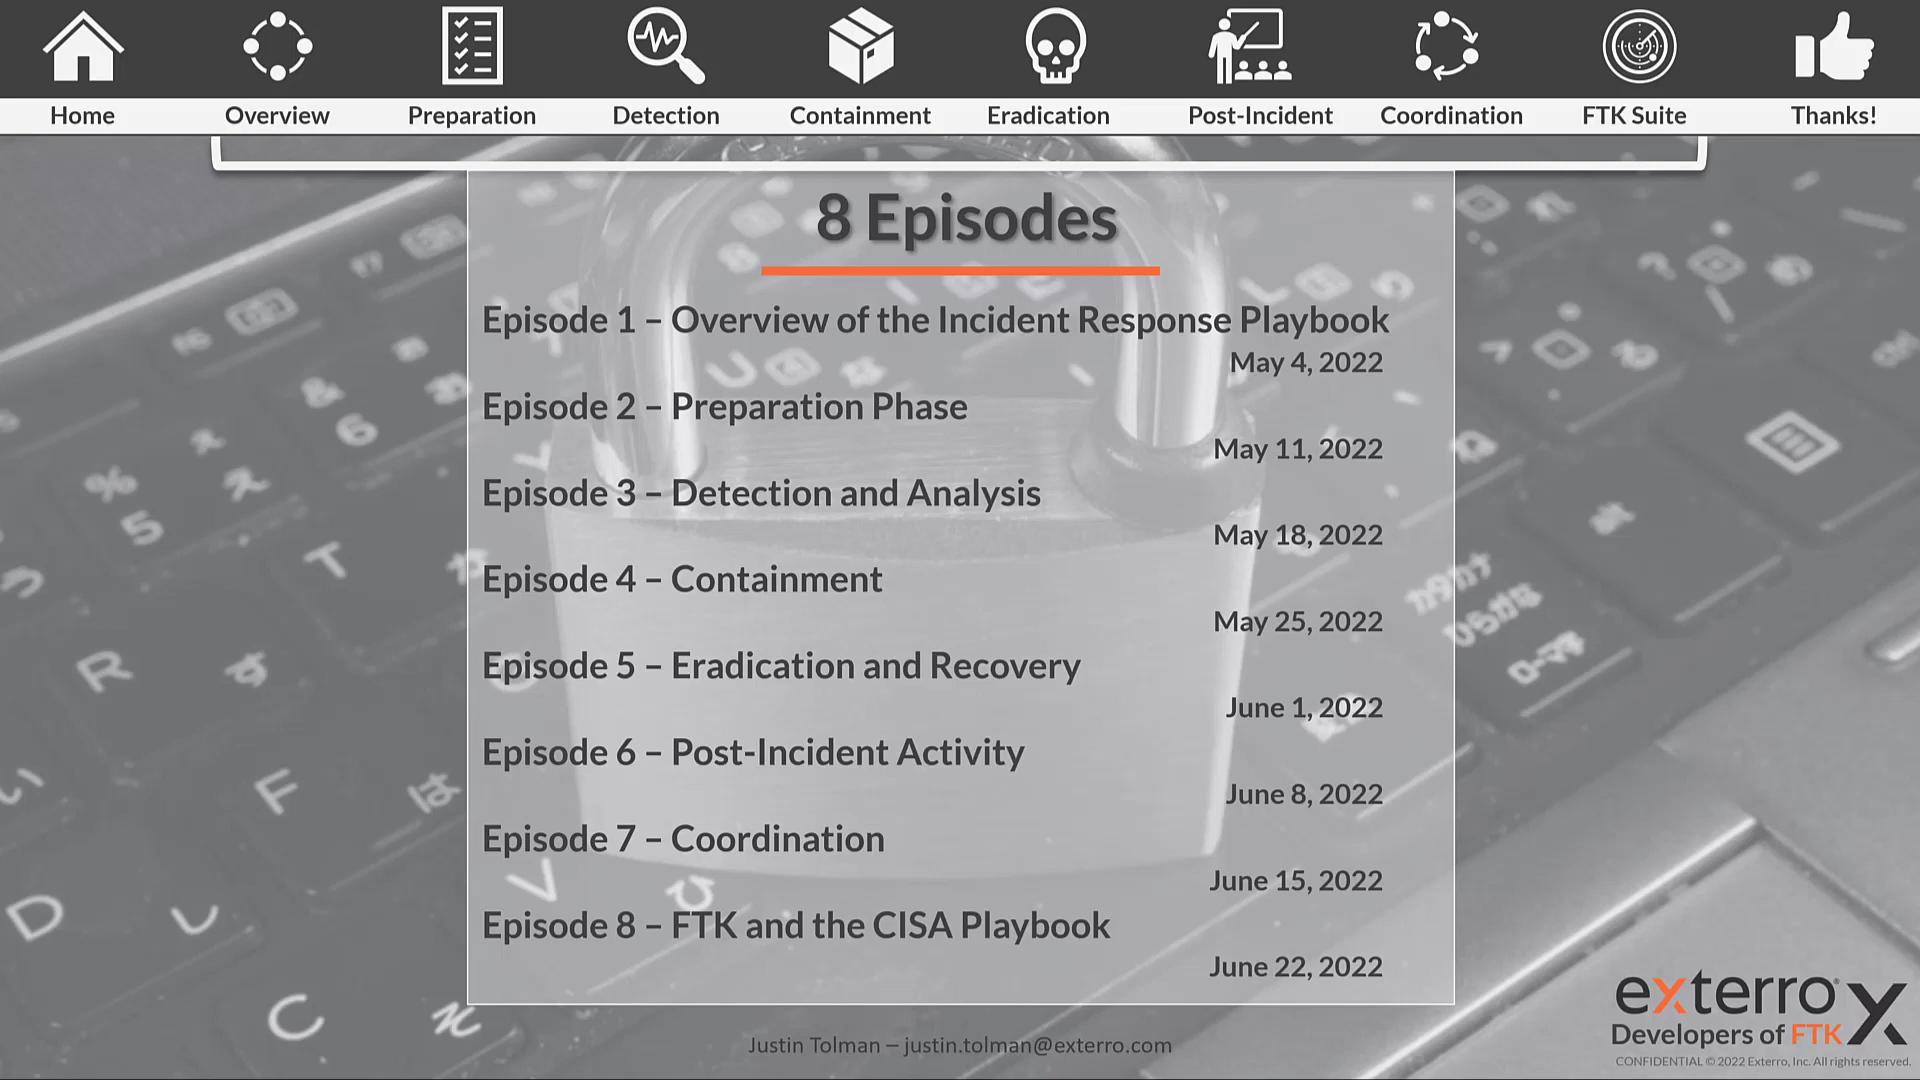 Home Overview Preparation Detection Containment Eradication Post-Incident Coordination FTK Suite Thanks!
8 Episodes
Episode 1 – Overview of the Incident Response Playbook
May 4, 2022
Episode 2 – Preparation Phase
May 11, 2022
Episode 3 – Detection and Analysis
May 18, 2022
Episode 4 – Containment
May 25, 2022
Episode 5 – Eradication and Recovery
June 1, 2022
Episode 6 – Post-Incident Activity
June 8, 2022
Episode 7 – Coordination
June 15, 2022
Episode 8 – FTK and the CISA Playbook
June 22, 2022
Justin Tolman – justin.tolman@exterro.com
exterro® X
Developers of FTK
CONFIDENTIAL © 2022 Exterro, Inc. All rights reserved.